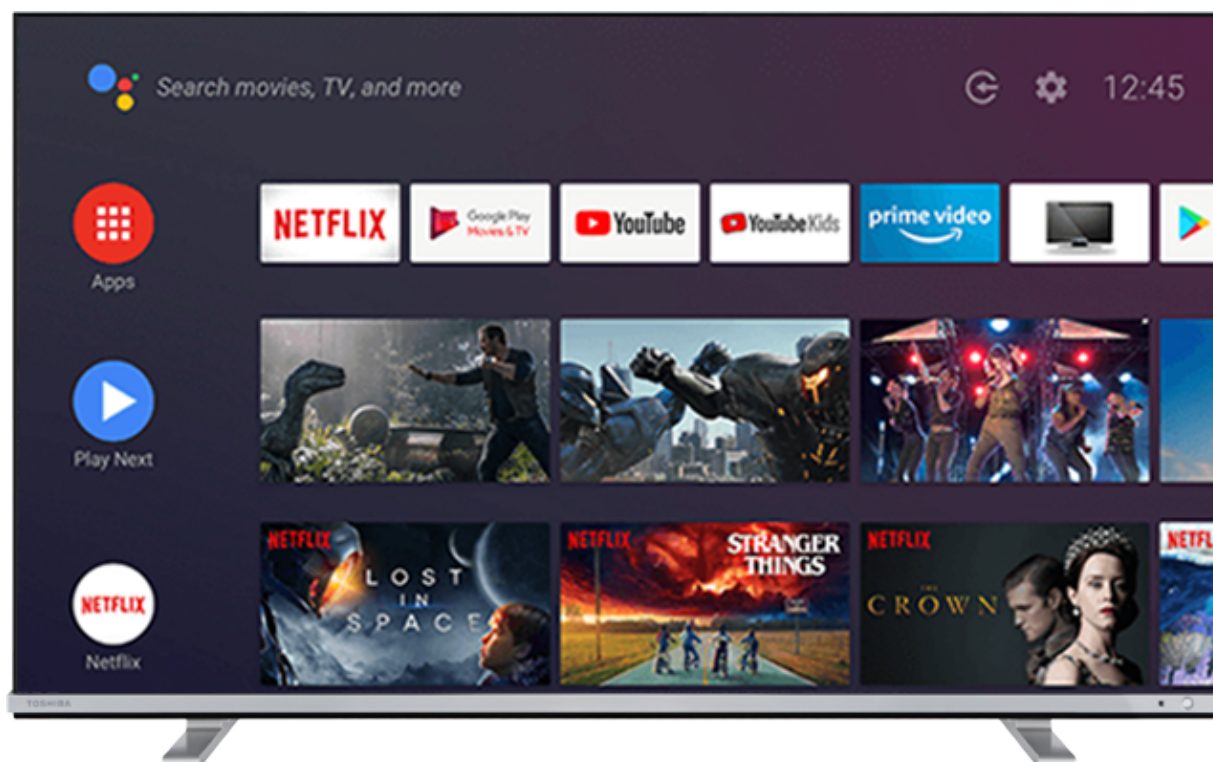 Search movies, TV, and more
12:45
NETFLIX
Google Play
Movies & TV
YouTube
YouTube Kids
prime video
Apps
Play Next
NETFLIX
LOST
IN
SPACE
NETFLIX
STRANGER
THINGS
NETFLIX
THE
CROWN
NETFL
NETFLIX
Netflix
TOSHIBA